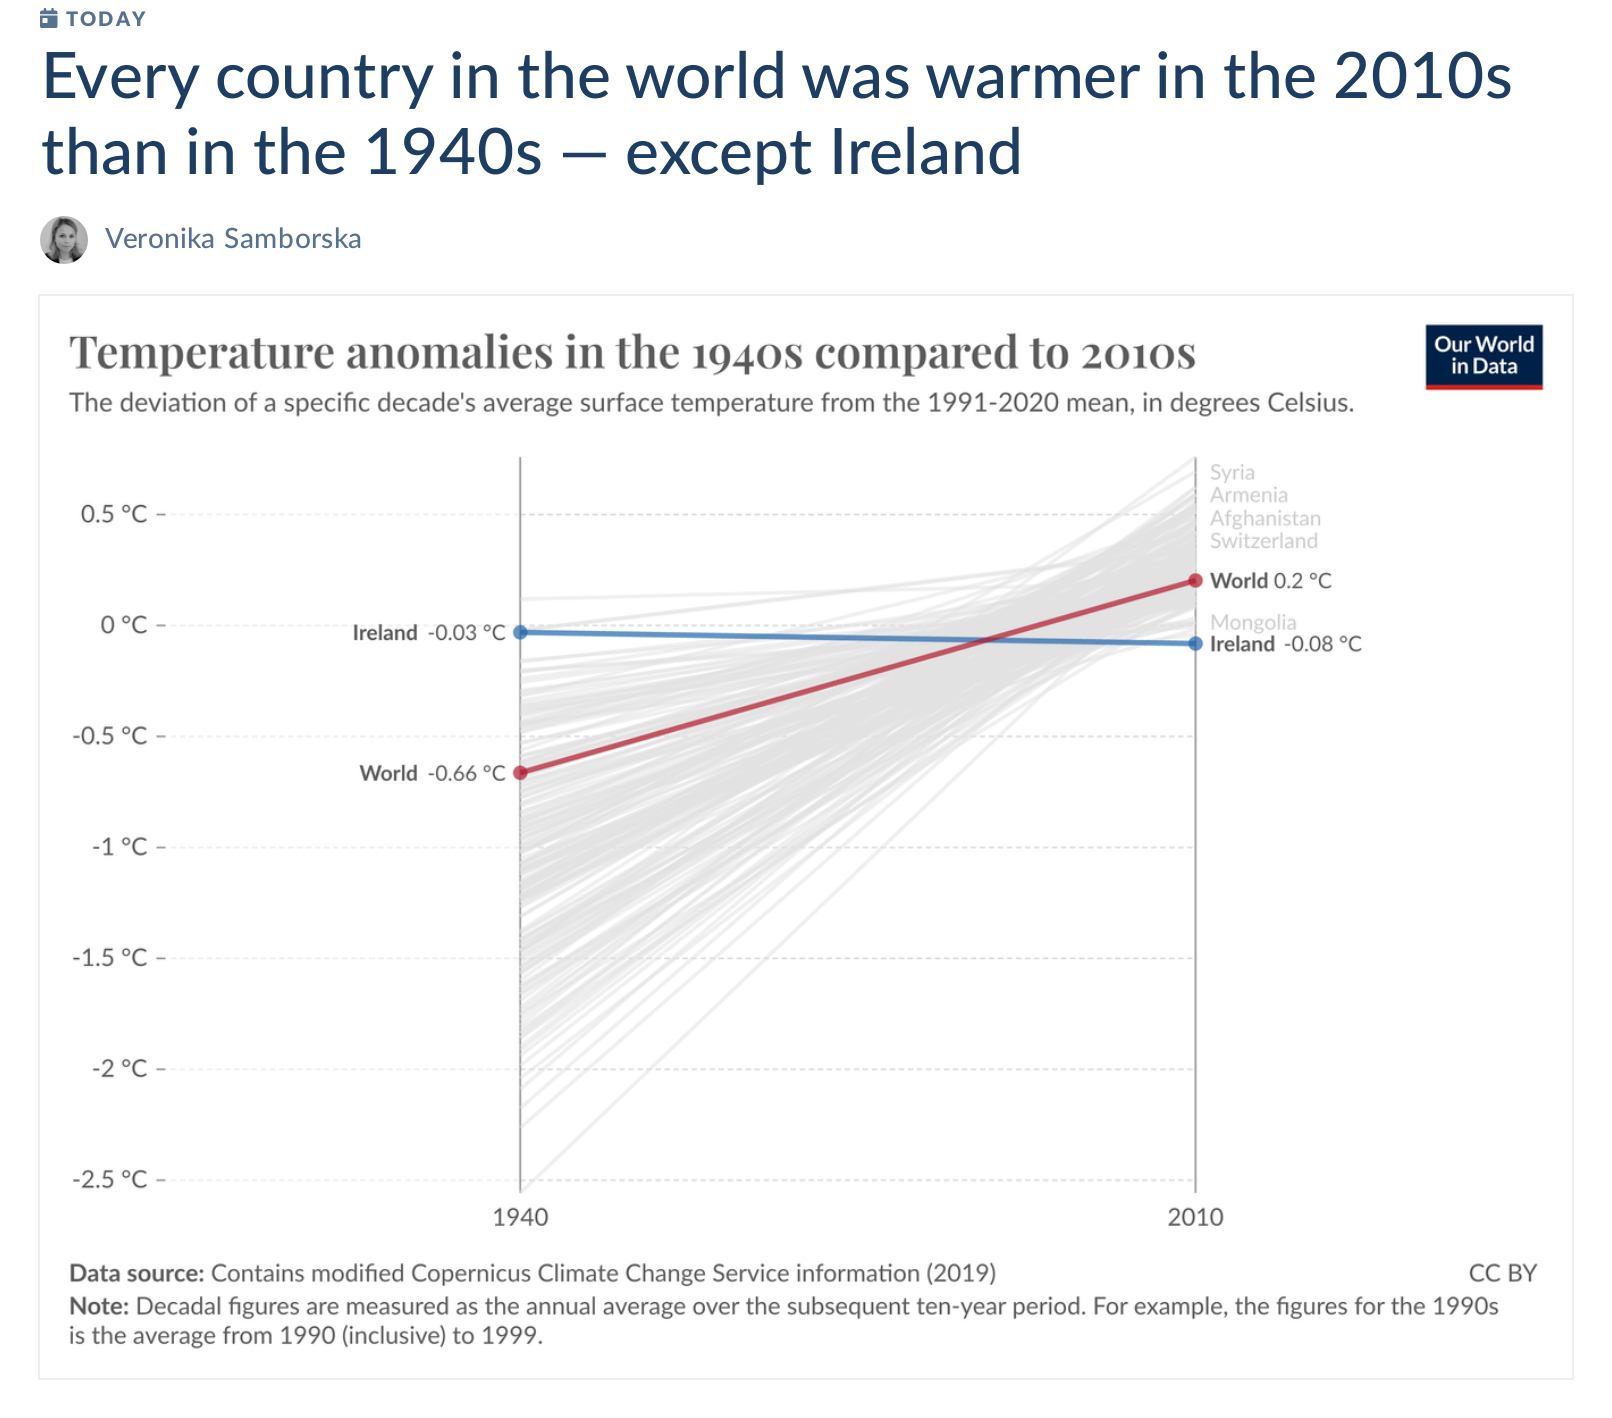 TODAY
Every country in the world was warmer in the 2010s
than in the 1940s — except Ireland
Veronika Samborska
Temperature anomalies in the 1940s compared to 2010s
Our World
in Data
The deviation of a specific decade's average surface temperature from the 1991-2020 mean, in degrees Celsius.
Syria
0.5 °C
Armenia
Afghanistan
Switzerland
World 0.2 °C
0 °C
Ireland -0.03 °C
Mongolia
Ireland -0.08 °C
-0.5 °C
World -0.66 °C
-1 °C
-1.5 °C
-2 °C
-2.5 °C
1940
2010
Data source: Contains modified Copernicus Climate Change Service information (2019)
CC BY
Note: Decadal figures are measured as the annual average over the subsequent ten-year period. For example, the figures for the 1990s
is the average from 1990 (inclusive) to 1999.